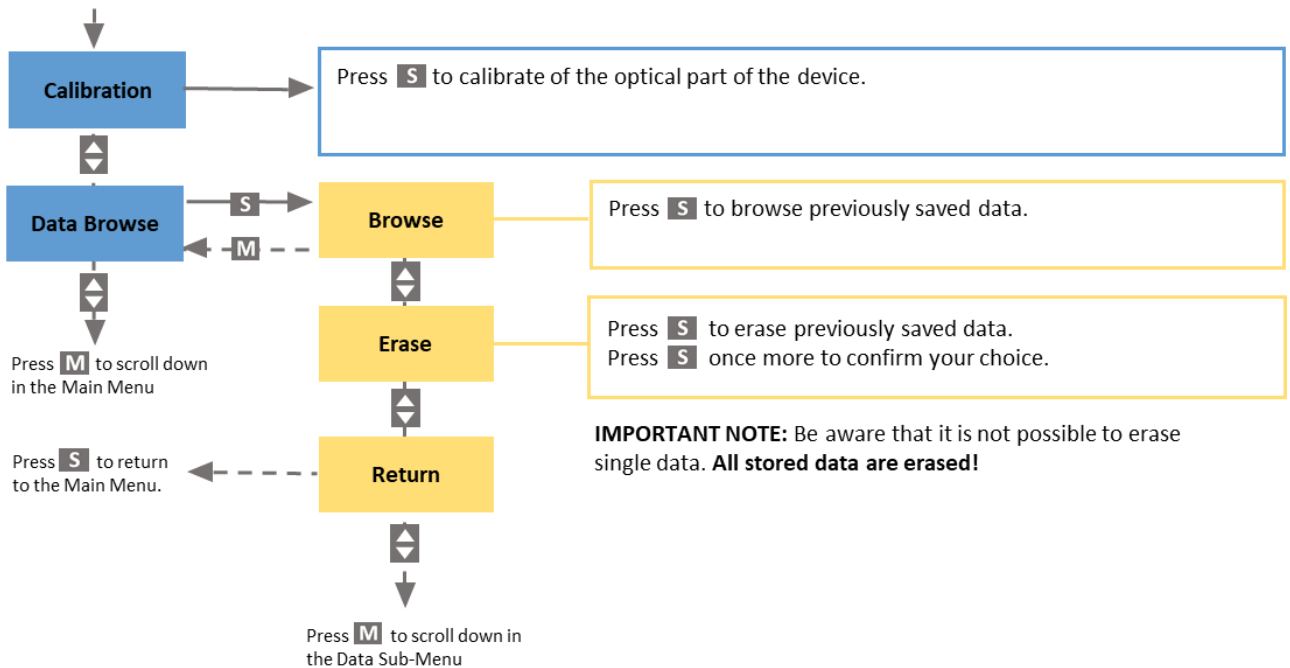 Calibration
Press S to calibrate of the optical part of the device.
Data Browse
S
M
Browse
Press S to browse previously saved data.
Erase
Press S to erase previously saved data.
Press S once more to confirm your choice.
Press M to scroll down
in the Main Menu
IMPORTANT NOTE: Be aware that it is not possible to erase
single data. All stored data are erased!
Press S to return
to the Main Menu.
Return
Press M to scroll down in
the Data Sub-Menu